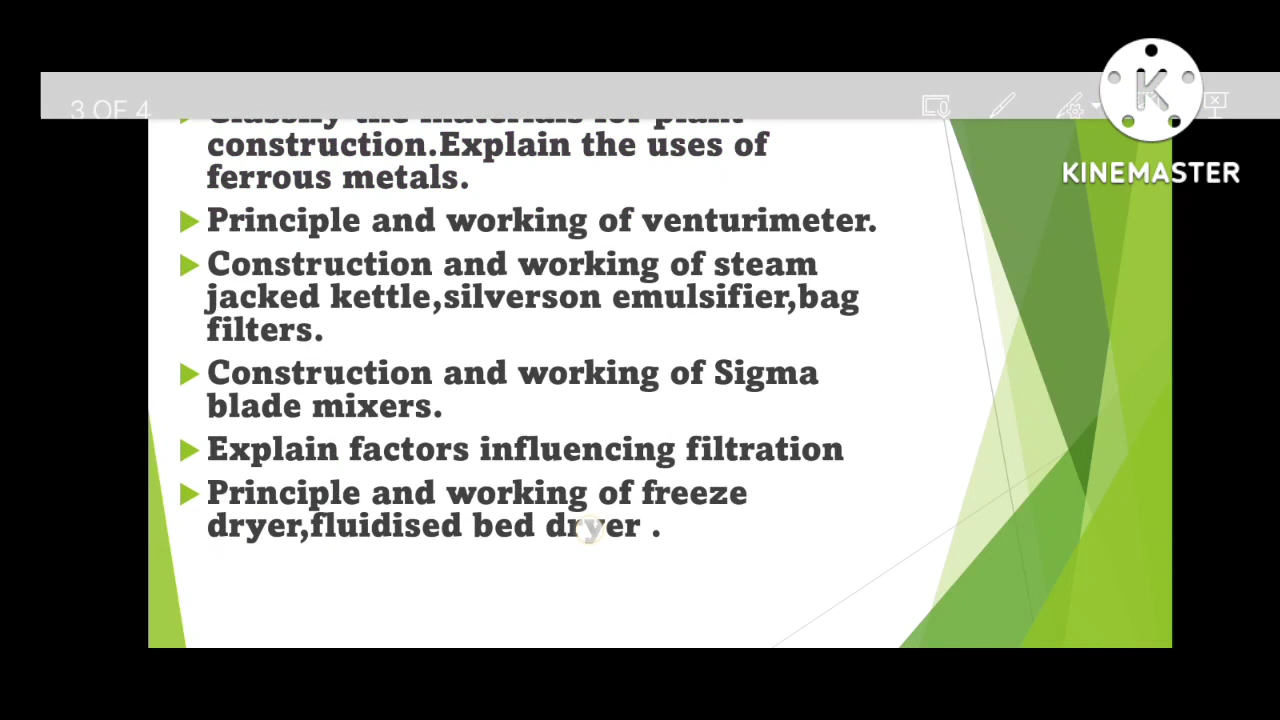 3 OF 4
KINEMASTER
Classify the materials for plant
construction.Explain the uses of
ferrous metals.
Principle and working of venturimeter.
Construction and working of steam
jacked kettle,silverson emulsifier,bag
filters.
Construction and working of Sigma
blade mixers.
Explain factors influencing filtration
Principle and working of freeze
dryer,fluidised bed dryer .